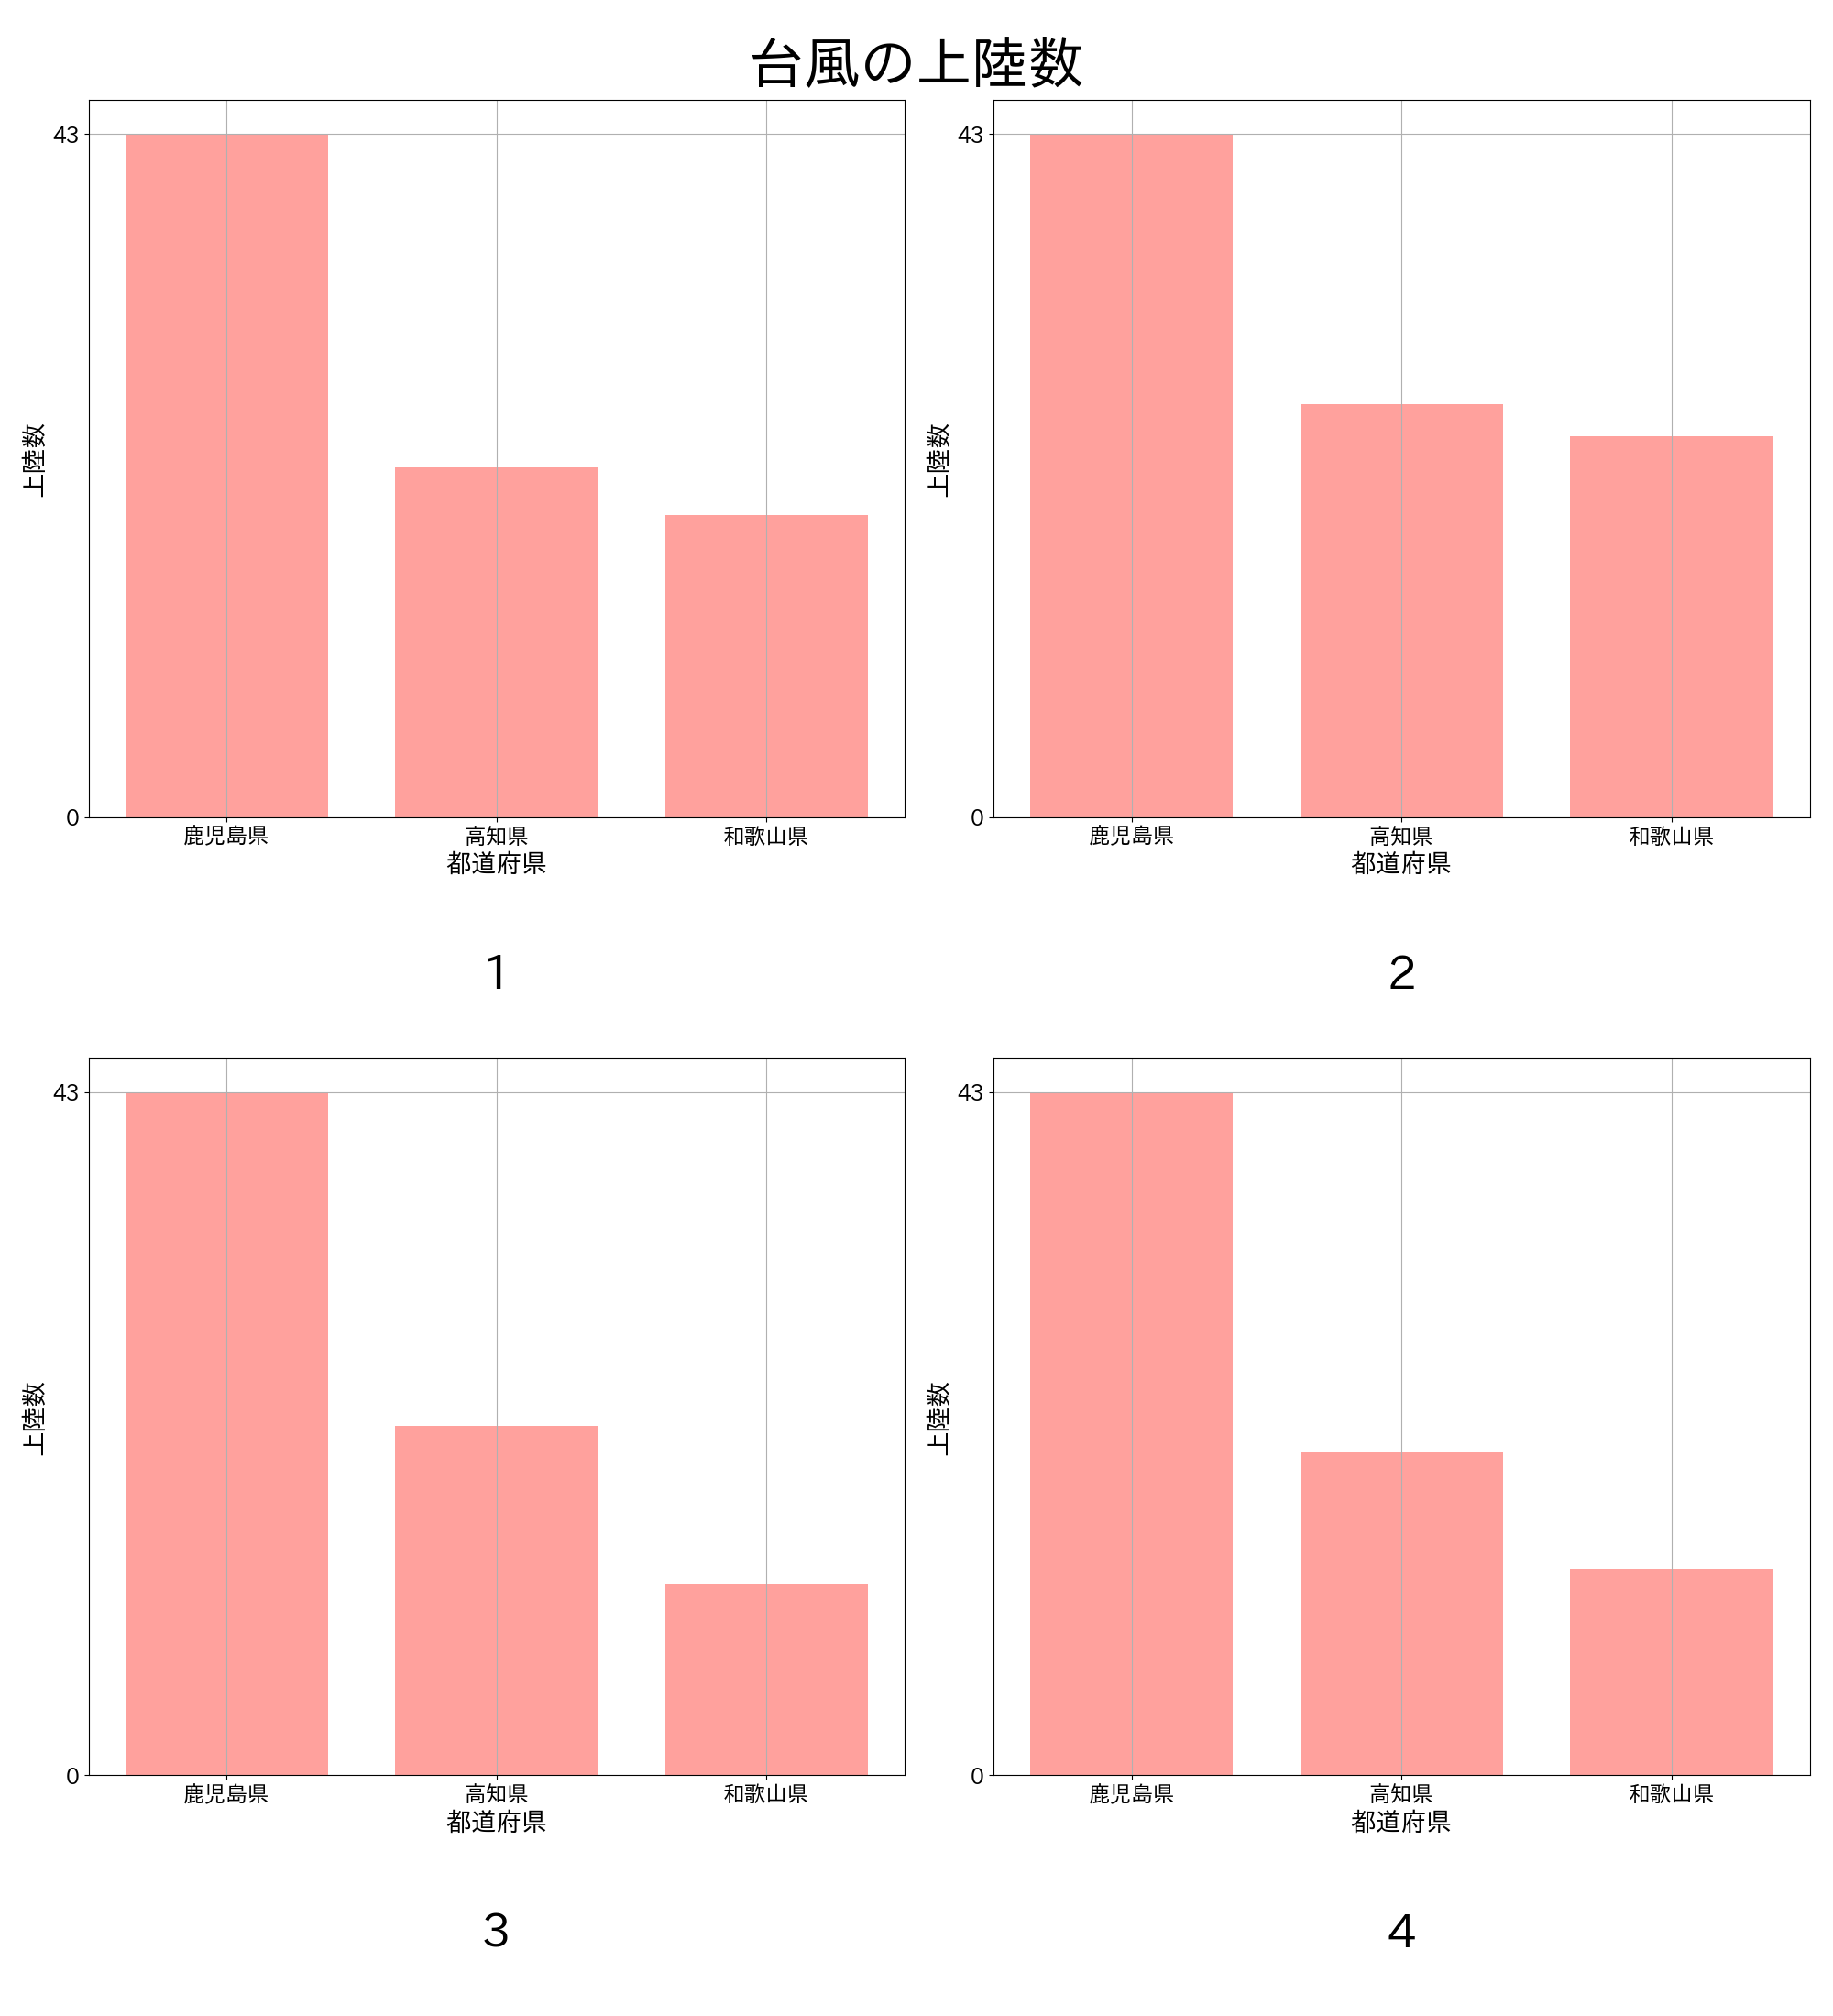 台風の上陸数
43
0
上陸数
鹿児島県 高知県 和歌山県
都道府県
1
43
0
上陸数
鹿児島県 高知県 和歌山県
都道府県
2
43
0
上陸数
鹿児島県 高知県 和歌山県
都道府県
3
43
0
上陸数
鹿児島県 高知県 和歌山県
都道府県
4